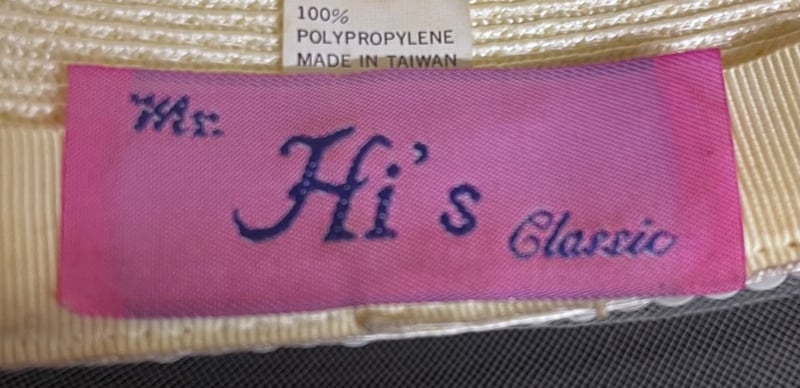 100%
POLYPROPYLENE
MADE IN TAIWAN
Mr.
Hi's
Classic